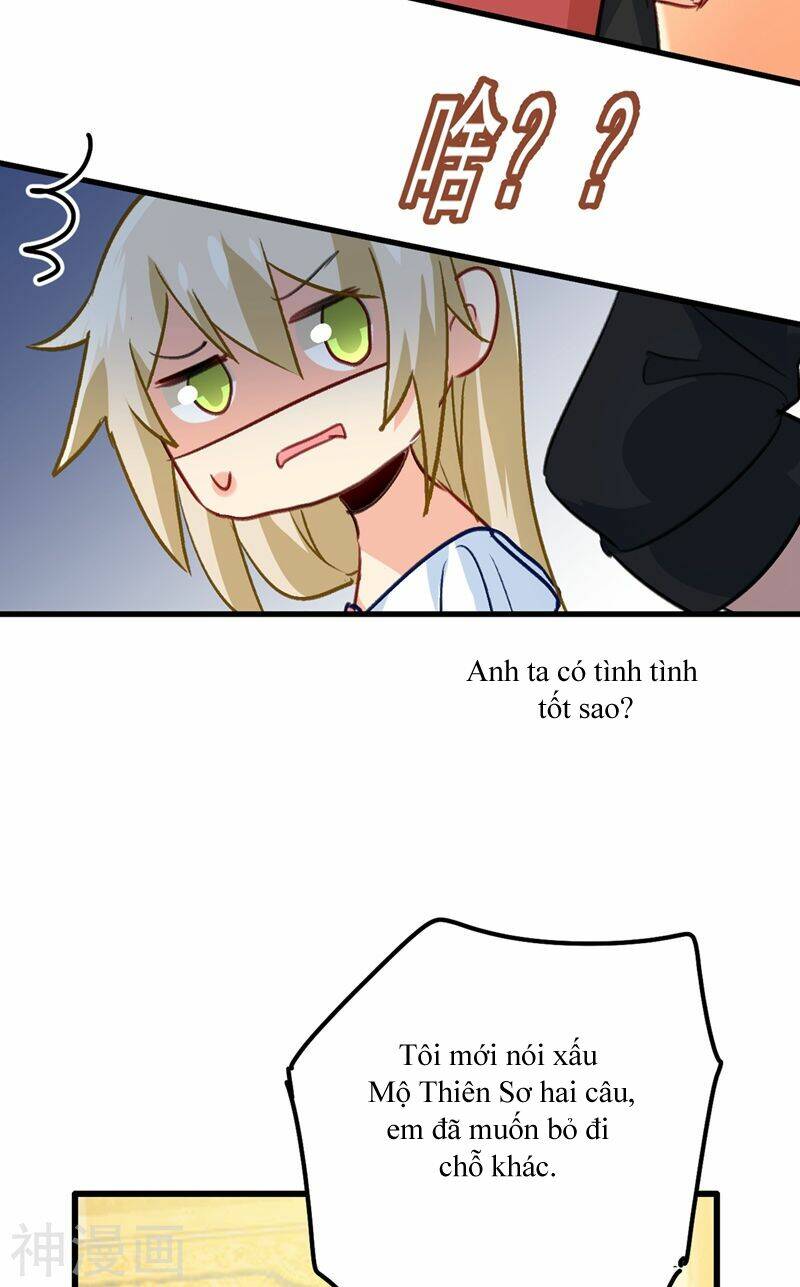 啥？？
Anh ta có tình tình
tốt sao?
Tôi mới nói xấu
Mộ Thiên Sơ hai câu,
em đã muốn bỏ đi
chỗ khác.
神漫画